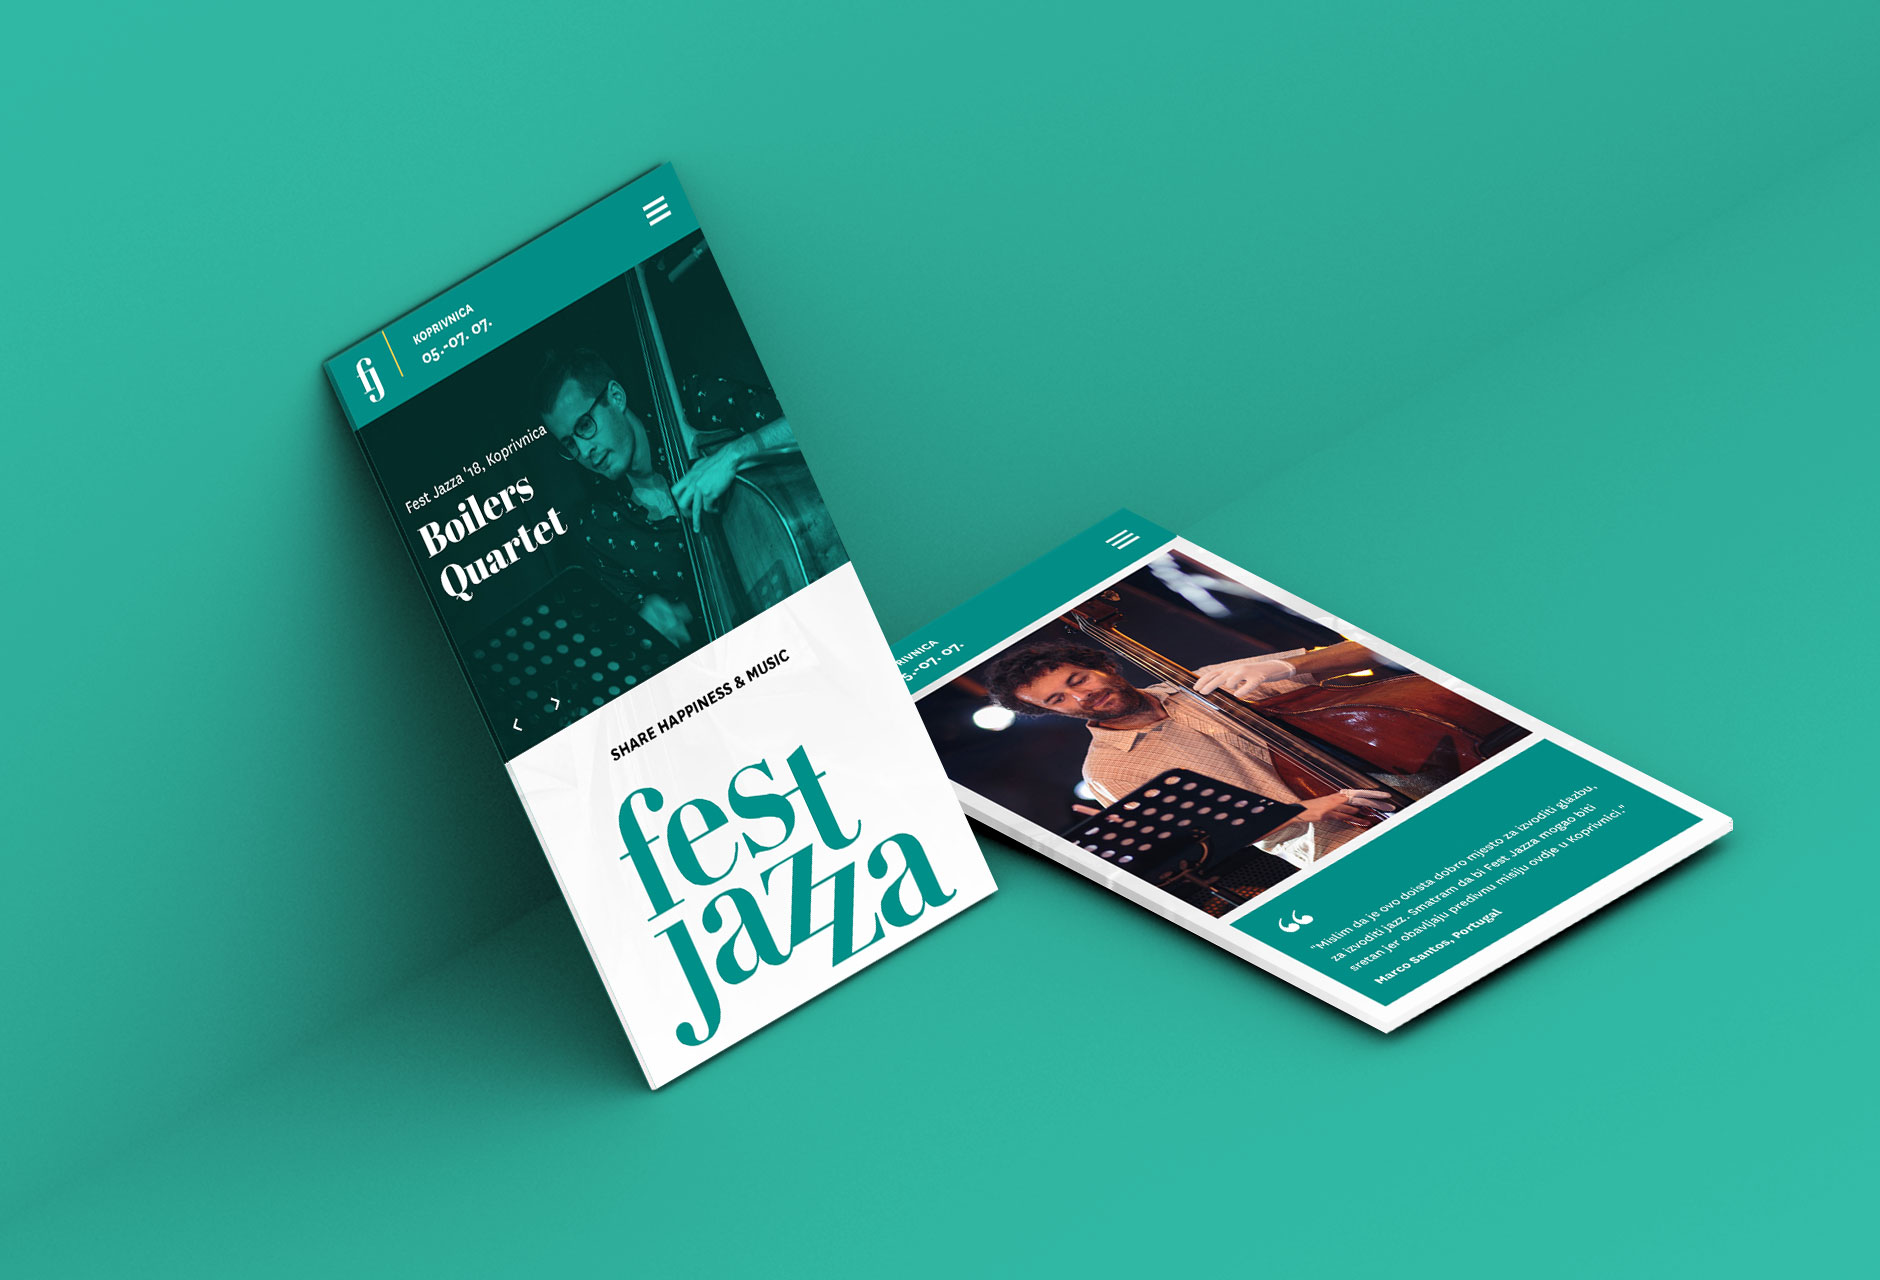 fj
KOPRIVNICA
05.-07. 07.
Fest Jazza '18, Koprivnica
Boilers
Quartet
SHARE HAPPINESS & MUSIC
fest
jazza
RIVNICA
5.-07. 07.
“
"Mislim da je ovo doista dobro mjesto za izvoditi glazbu,
za izvoditi jazz. Smatram da bi Fest Jazza mogao biti
sretan jer obavljaju predivnu misiju ovdje u Koprivnici."
Marco Santos, Portugal